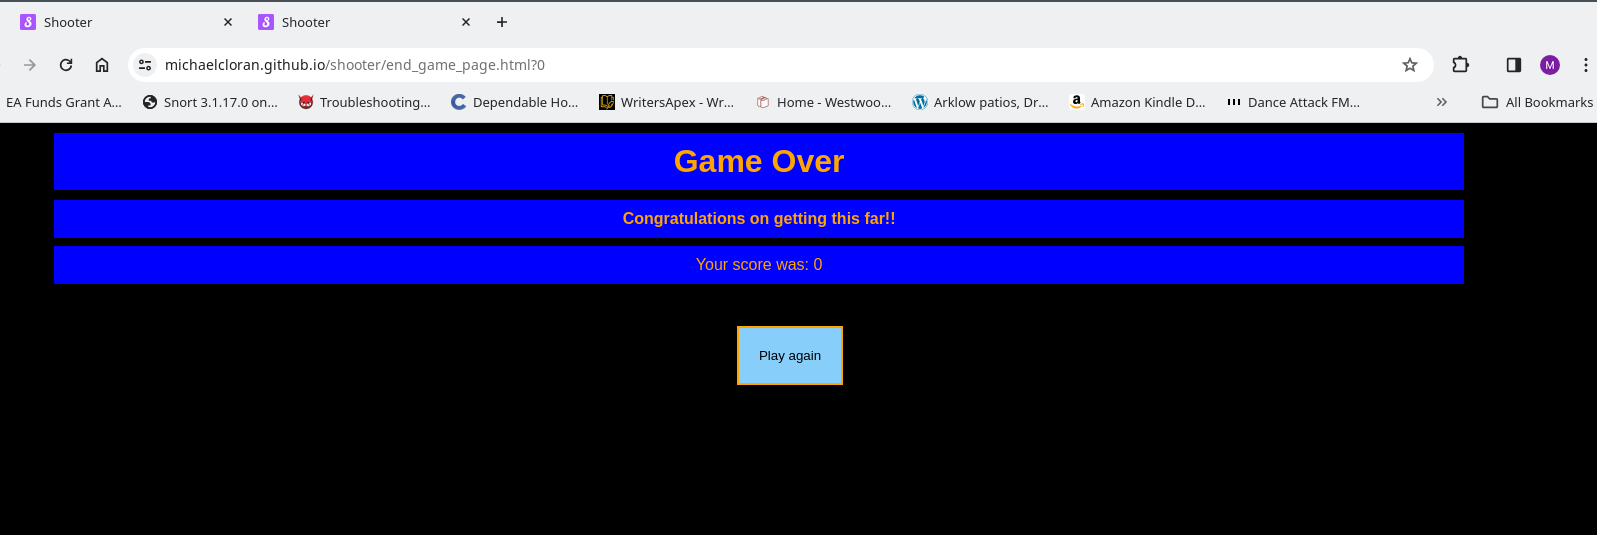 Shooter Shooter
michaelcloran.github.io/shooter/end_game_page.html?0 M
EA Funds Grant A... Snort 3.1.17.0 on... Troubleshooting... Dependable Ho... WritersApex - Wr... Home - Westwoo... Arklow patios, Dr... Amazon Kindle D... Dance Attack FM... All Bookmarks
Game Over
Congratulations on getting this far!!
Your score was: 0
Play again